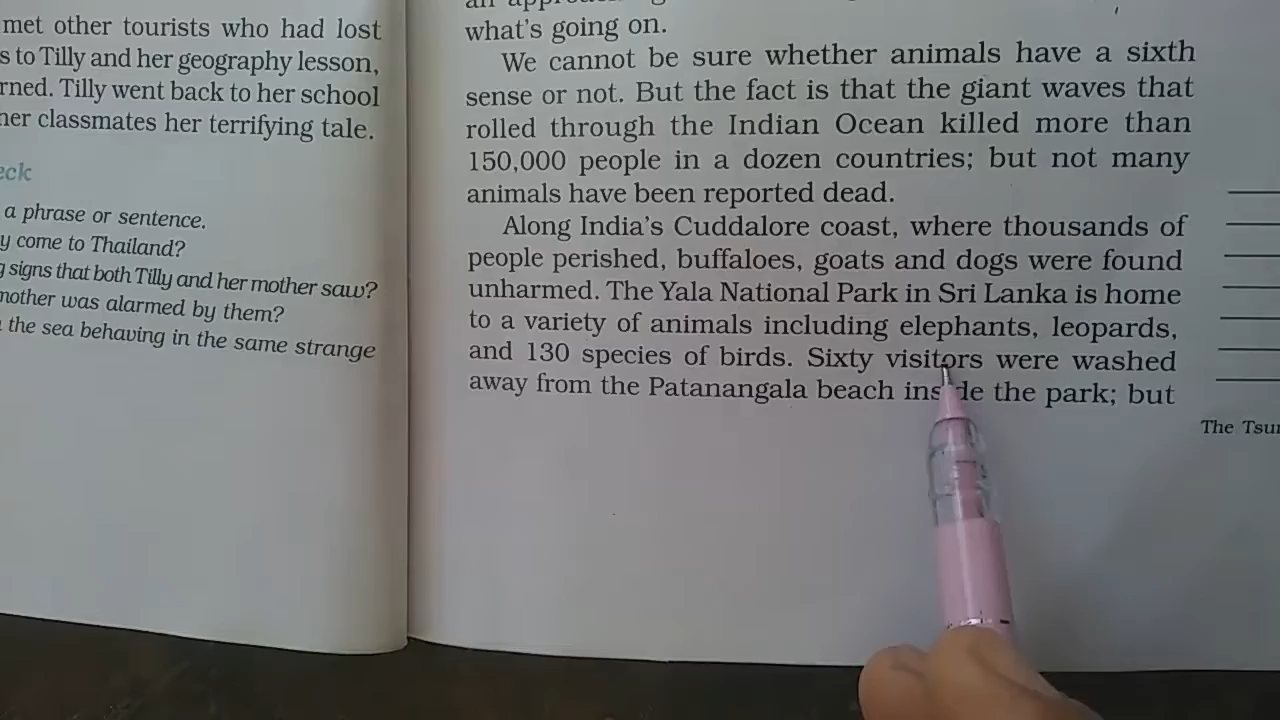 met other tourists who had lost
s to Tilly and her geography lesson,
rned. Tilly went back to her school
her classmates her terrifying tale.
eck
a phrase or sentence.
y come to Thailand?
g signs that both Tilly and her mother saw?
mother was alarmed by them?
the sea behaving in the same strange
what's going on.
We cannot be sure whether animals have a sixth
sense or not. But the fact is that the giant waves that
rolled through the Indian Ocean killed more than
150,000 people in a dozen countries; but not many
animals have been reported dead.
Along India's Cuddalore coast, where thousands of
people perished, buffaloes, goats and dogs were found
unharmed. The Yala National Park in Sri Lanka is home
to a variety of animals including elephants, leopards,
and 130 species of birds. Sixty visitors were washed
away from the Patanangala beach inside the park; but
The Tsu